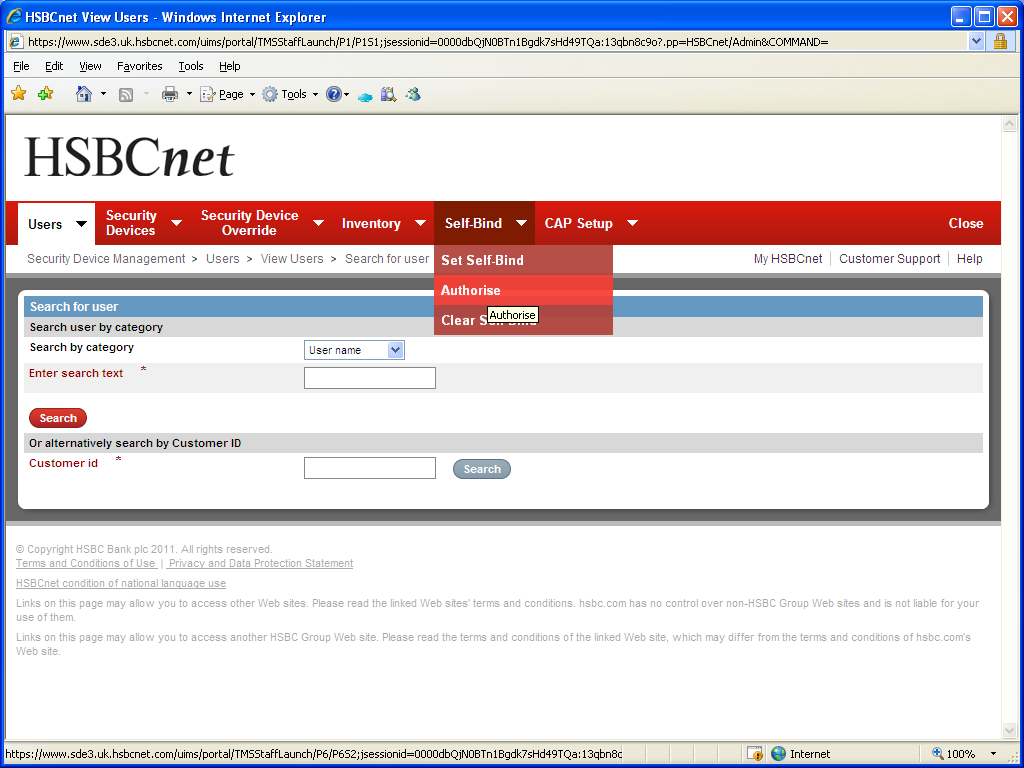 HSBCnet View Users - Windows Internet Explorer
https://www.sde3.uk.hsbcnet.com/uims/portal/TMSStaffLaunch/P1/P1S1;jsessionid=0000dbQjN0BTn1Bgdk7sHd49TQa:13qbn8c9o?.pp=HSBCnet/Admin&COMMAND=
File Edit View Favorites Tools Help
Page Tools
HSBCnet
Users Security Devices Security Device Override Inventory Self-Bind CAP Setup Close
Security Device Management > Users > View Users > Search for user
My HSBCnet Customer Support Help
Set Self-Bind
Authorise
Authorise
Clear
Search for user
Search user by category
Search by category User name
Enter search text *
Search
Or alternatively search by Customer ID
Customer id * Search
© Copyright HSBC Bank plc 2011. All rights reserved.
Terms and Conditions of Use | Privacy and Data Protection Statement
HSBCnet condition of national language use
Links on this page may allow you to access other Web sites. Please read the linked Web sites' terms and conditions. hsbc.com has no control over non-HSBC Group Web sites and is not liable for your
use of them.
Links on this page may allow you to access another HSBC Group Web site. Please read the terms and conditions of the linked Web site, which may differ from the terms and conditions of hsbc.com's
Web site.
https://www.sde3.uk.hsbcnet.com/uims/portal/TMSStaffLaunch/P6/P6S2;jsessionid=0000dbQjN0BTn1Bgdk7sHd49TQa:13qbn8c
Internet 100%